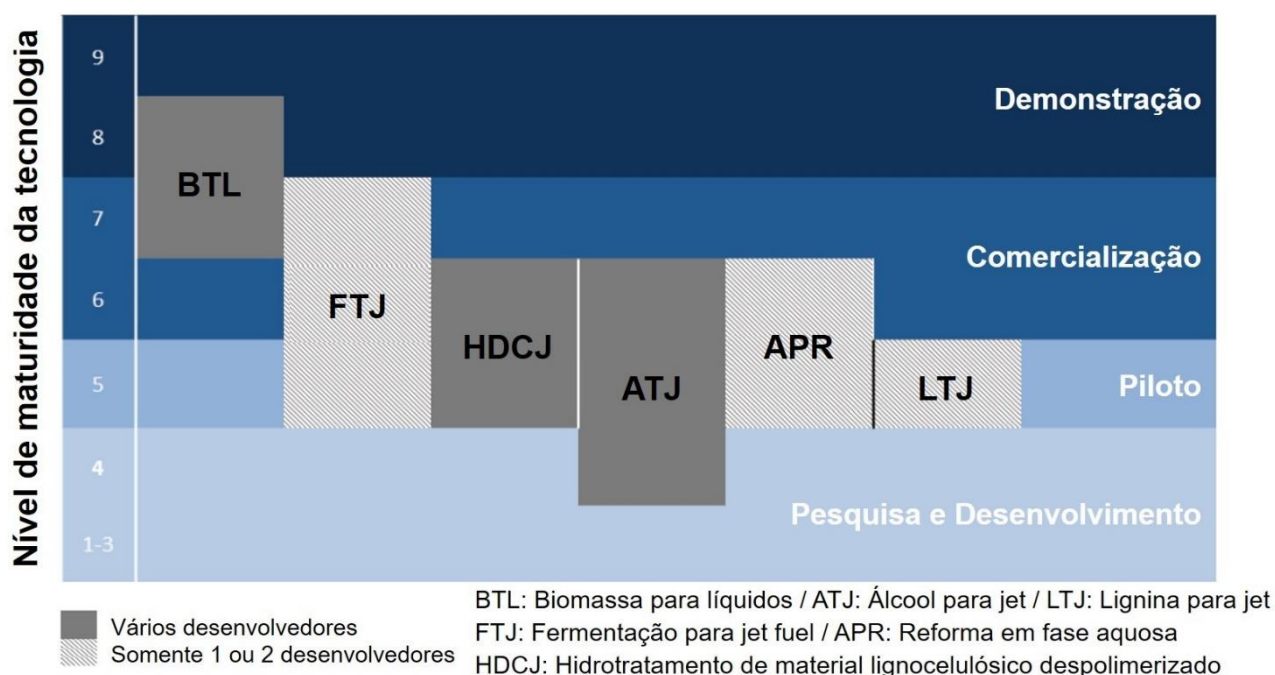 Nível de maturidade da tecnologia
9
Demonstração
8
BTL
7
Comercialização
6
FTJ
HDCJ
APR
ATJ
5
LTJ
Piloto
4
Pesquisa e Desenvolvimento
1-3
Vários desenvolvedores
Somente 1 ou 2 desenvolvedores
BTL: Biomassa para líquidos / ATJ: Álcool para jet / LTJ: Lignina para jet
FTJ: Fermentação para jet fuel / APR: Reforma em fase aquosa
HDCJ: Hidrotratamento de material lignocelulósico despolimerizado